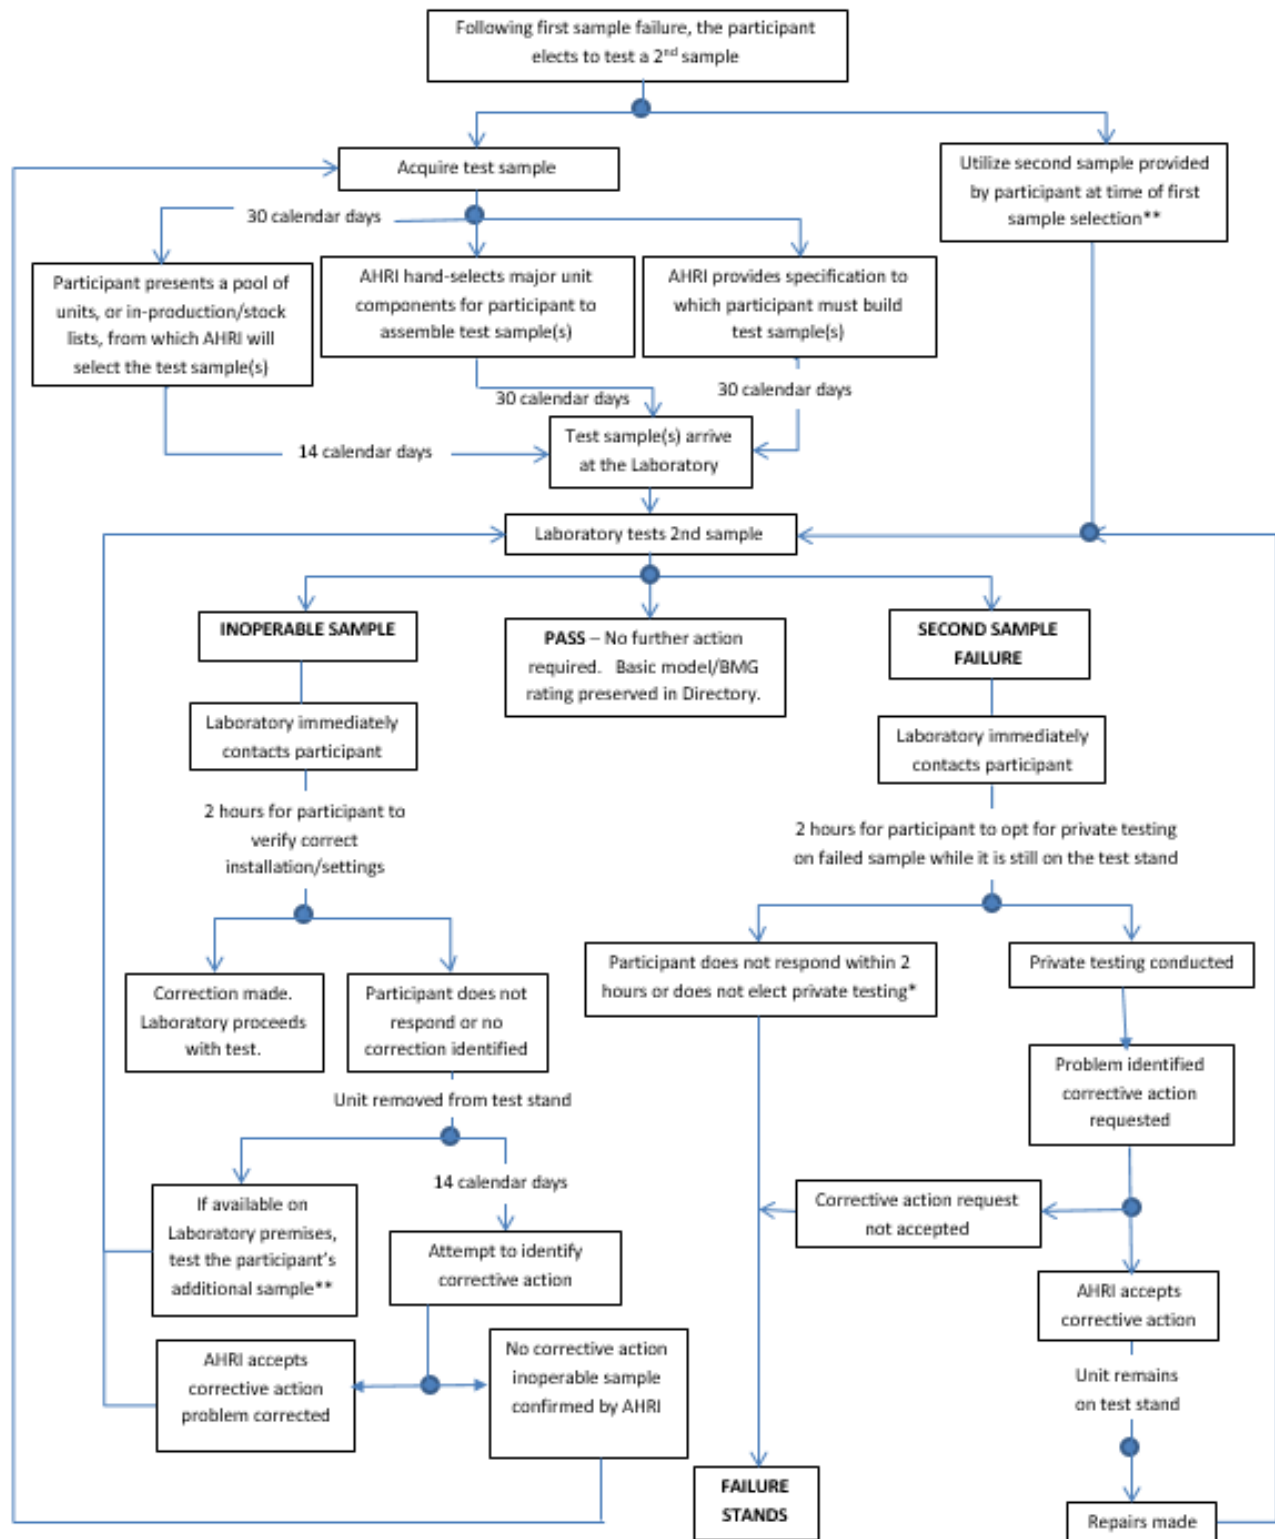 Following first sample failure, the participant
elects to test a 2nd sample
Acquire test sample
Utilize second sample provided
by participant at time of first
sample selection**
30 calendar days
Participant presents a pool of
units, or in-production/stock
lists, from which AHRI will
select the test sample(s)
AHRI hand-selects major unit
components for participant to
assemble test sample(s)
AHRI provides specification to
which participant must build
test sample(s)
30 calendar days
30 calendar days
14 calendar days
Test sample(s) arrive
at the Laboratory
Laboratory tests 2nd sample
INOPERABLE SAMPLE
PASS – No further action
required. Basic model/BMG
rating preserved in Directory.
SECOND SAMPLE
FAILURE
Laboratory immediately
contacts participant
Laboratory immediately
contacts participant
2 hours for participant to
verify correct
installation/settings
2 hours for participant to opt for private testing
on failed sample while it is still on the test stand
Correction made.
Laboratory proceeds
with test.
Participant does not
respond or no
correction identified
Participant does not respond within 2
hours or does not elect private testing*
Private testing conducted
Problem identified
corrective action
requested
Unit removed from test stand
If available on
Laboratory premises,
test the participant's
additional sample**
14 calendar days
Attempt to identify
corrective action
Corrective action request
not accepted
AHRI accepts
corrective action
AHRI accepts
corrective action
problem corrected
No corrective action
inoperable sample
confirmed by AHRI
Unit remains
on test stand
FAILURE
STANDS
Repairs made